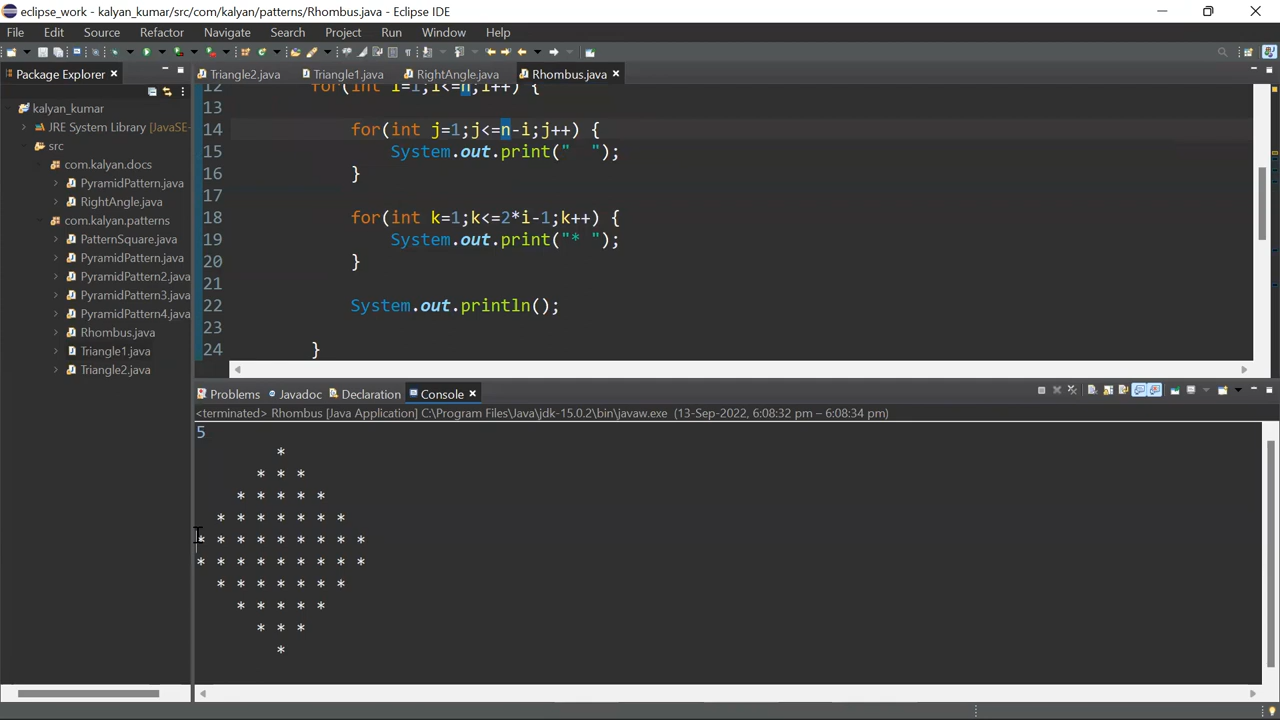 eclipse_work - kalyan_kumar/src/com/kalyan/patterns/Rhombus.java - Eclipse IDE
File Edit Source Refactor Navigate Search Project Run Window Help
Package Explorer
kalyan_kumar
JRE System Library [JavaSE-
src
com.kalyan.docs
PyramidPattern.java
RightAngle.java
com.kalyan.patterns
PatternSquare.java
PyramidPattern.java
PyramidPattern2.java
PyramidPattern3.java
PyramidPattern4.java
Rhombus.java
Triangle1.java
Triangle2.java
Triangle2.java Triangle1.java RightAngle.java Rhombus.java
12 for(int i=1;i<=n;i++) {
13
14 for(int j=1;j<=n-i;j++) {
15 System.out.print("  ");
16 }
17
18 for(int k=1;k<=2*i-1;k++) {
19 System.out.print("* ");
20 }
21
22 System.out.println();
23
24 }
Problems Javadoc Declaration Console
<terminated> Rhombus [Java Application] C:\Program Files\Java\jdk-15.0.2\bin\javaw.exe (13-Sep-2022, 6:08:32 pm – 6:08:34 pm)
5
*
* * *
* * * * *
* * * * * * *
* * * * * * * * *
* * * * * * * * *
* * * * * * *
* * * * *
* * *
*